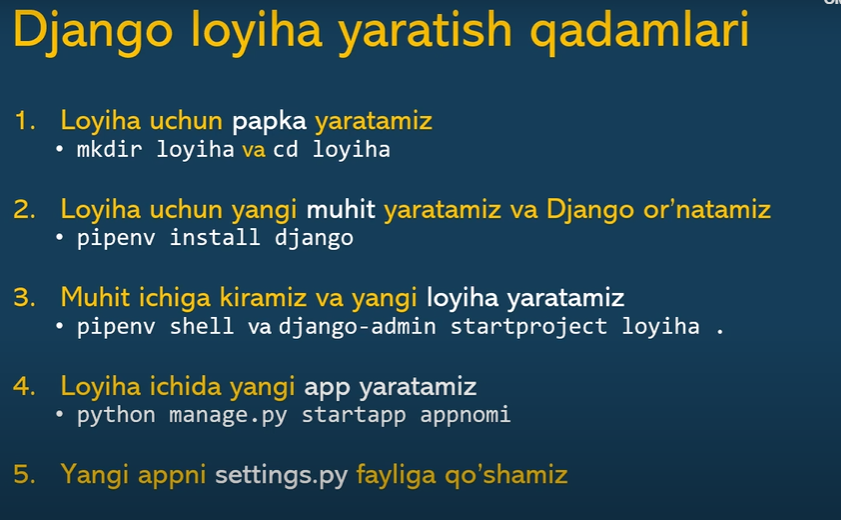 Django loyiha yaratish qadamlari
1. Loyiha uchun papka yaratamiz
• mkdir loyiha va cd loyiha
2. Loyiha uchun yangi muhit yaratamiz va Django or’natamiz
• pipenv install django
3. Muhit ichiga kiramiz va yangi loyiha yaratamiz
• pipenv shell va django-admin startproject loyiha .
4. Loyiha ichida yangi app yaratamiz
• python manage.py startapp appnomi
5. Yangi appni settings.py fayliga qo’shamiz